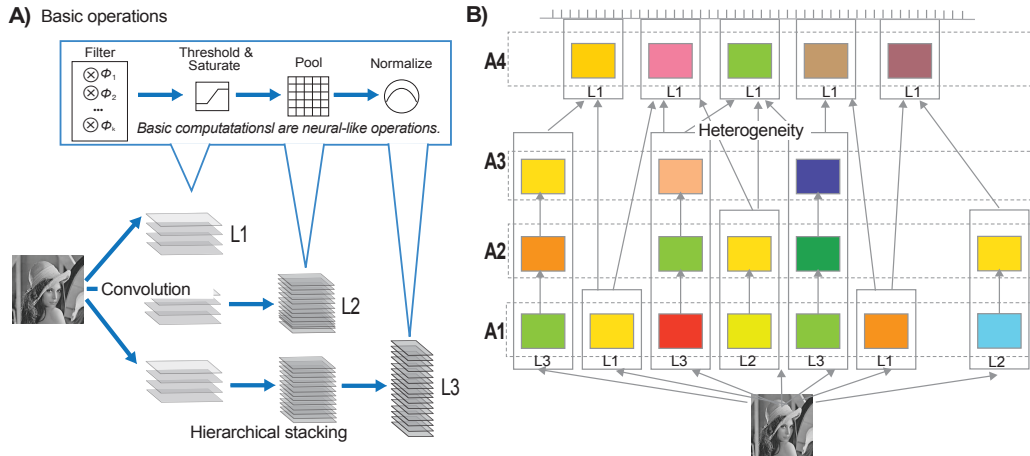 A) Basic operations
Filter
Threshold &
Saturate
Pool
Normalize
⊗ Φ1
⊗ Φ2
...
⊗ Φk
Basic computatationsl are neural-like operations.
L1
Convolution
L2
L3
Hierarchical stacking
B)
A4
L1 L1 L1 L1 L1
Heterogeneity
A3
A2
A1
L3 L1 L3 L2 L3 L1 L2